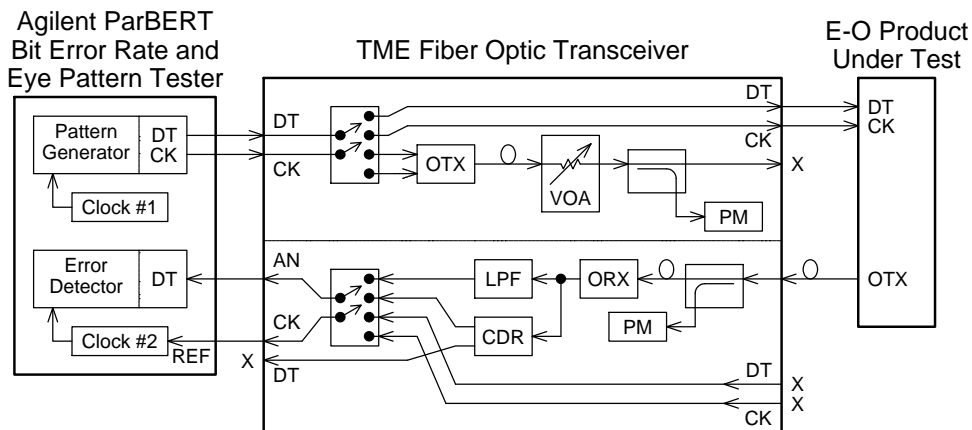 Agilent ParBERT
Bit Error Rate and
Eye Pattern Tester
TME Fiber Optic Transceiver
E-O Product
Under Test
Pattern
Generator
DT
CK
Clock #1
DT
CK
OTX
VOA
PM
DT
CK
X
DT
CK
Error
Detector
DT
Clock #2
REF
AN
CK
X
DT
LPF
CDR
ORX
PM
OTX
DT
X
X
CK